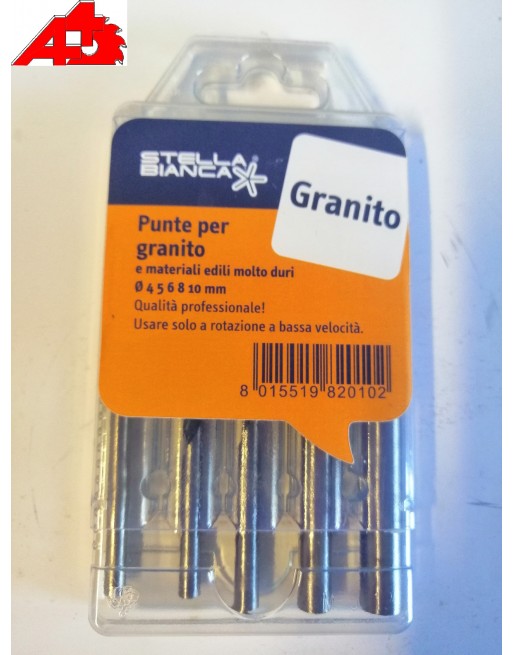 STELLA
BIANCA
Granito
Punte per
granito
e materiali edili molto duri
Ø 4 5 6 8 10 mm
Qualità professionale!
Usare solo a rotazione a bassa velocità.
8 015519 820102